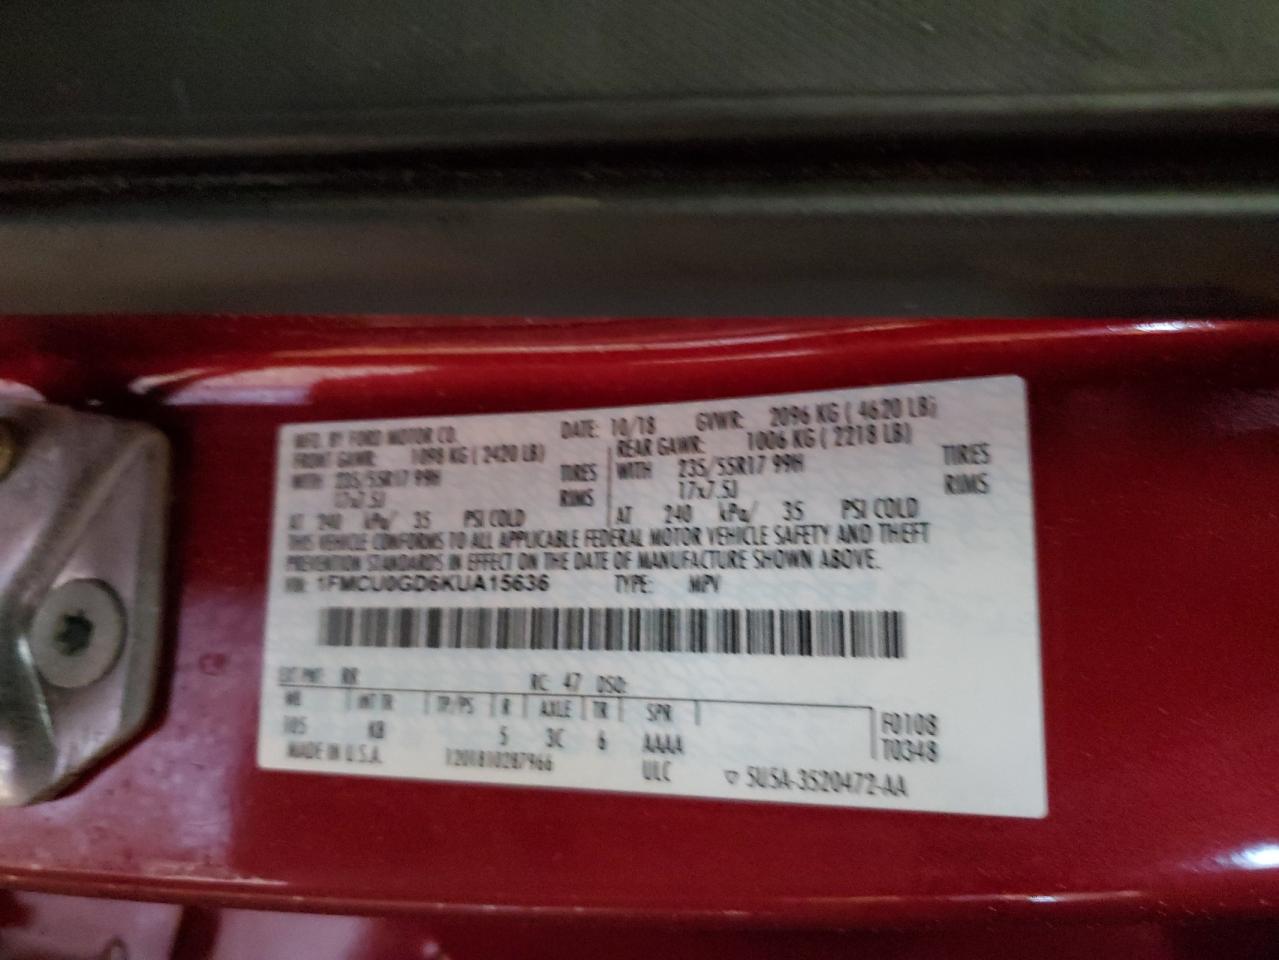 MFD. BY FORD MOTOR CO. DATE: 10/18 GVWR: 2096 KG ( 4620 LB)
FRONT GAWR: 1098 KG ( 2420 LB) REAR GAWR: 1006 KG ( 2218 LB)
WITH 235/55R17 99H TIRES WITH 235/55R17 99H TIRES
17x7.5J RIMS 17x7.5J RIMS
AT 240 kPa/ 35 PSI COLD AT 240 kPa/ 35 PSI COLD
THIS VEHICLE CONFORMS TO ALL APPLICABLE FEDERAL MOTOR VEHICLE SAFETY AND THEFT
PREVENTION STANDARDS IN EFFECT ON THE DATE OF MANUFACTURE SHOWN ABOVE.
VIN: 1FMCU0GD6KUA15636 TYPE: MPV
EXT PNT: RR RC: 47 DSO:
WB INT TR TP/PS R AXLE TR SPR F0108
105 KB 5 3C 6 AAAA T0348
MADE IN U.S.A. 1201810287966 ULC ▽ 5U5A-3520472-AA